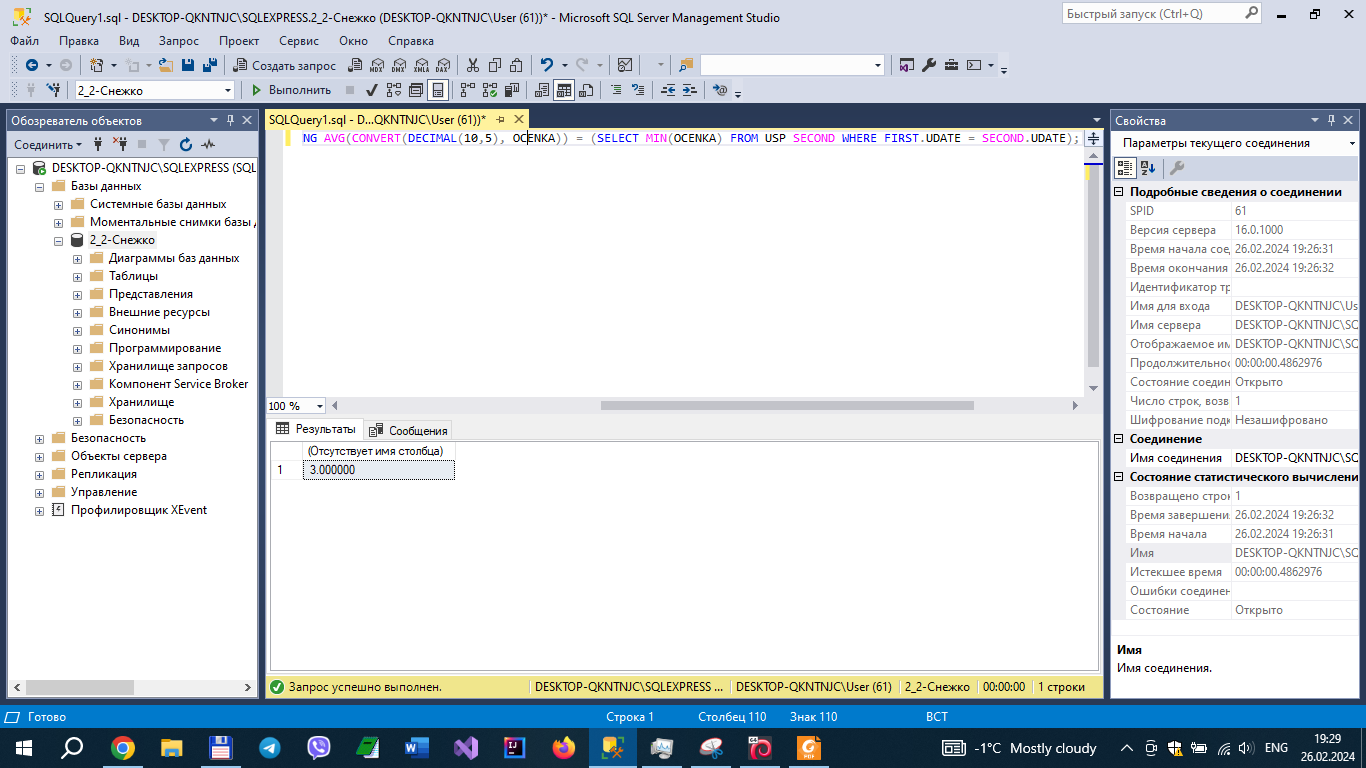 SQLQuery1.sql - DESKTOP-QKNTNJC\SQLEXPRESS.2_2-Снежко (DESKTOP-QKNTNJC\User (61))* - Microsoft SQL Server Management Studio
Быстрый запуск (Ctrl+Q)
Файл Правка Вид Запрос Проект Сервис Окно Справка
Создать запрос MDX DMX XMLA DAX
2_2-Снежко Выполнить
Обозреватель объектов
Соединить
DESKTOP-QKNTNJC\SQLEXPRESS (SQL
Базы данных
Системные базы данных
Моментальные снимки базы д
2_2-Снежко
Диаграммы баз данных
Таблицы
Представления
Внешние ресурсы
Синонимы
Программирование
Хранилище запросов
Компонент Service Broker
Хранилище
Безопасность
Безопасность
Объекты сервера
Репликация
Управление
Профилировщик XEvent
SQLQuery1.sql - D...QKNTNJC\User (61))*
NG AVG(CONVERT(DECIMAL(10,5), OCENKA)) = (SELECT MIN(OCENKA) FROM USP SECOND WHERE FIRST.UDATE = SECOND.UDATE);
100 %
Результаты Сообщения
(Отсутствует имя столбца)
1 3.000000
Запрос успешно выполнен. DESKTOP-QKNTNJC\SQLEXPRESS ... DESKTOP-QKNTNJC\User (61) 2_2-Снежко 00:00:00 1 строки
Свойства
Параметры текущего соединения
Подробные сведения о соединении
SPID 61
Версия сервера 16.0.1000
Время начала сое, 26.02.2024 19:26:31
Время окончания 26.02.2024 19:26:32
Идентификатор тр
Имя для входа DESKTOP-QKNTNJC\Us
Имя сервера DESKTOP-QKNTNJC\SQ
Отображаемое им DESKTOP-QKNTNJC\SQ
Продолжительнос 00:00:00.4862976
Состояние соедин Открыто
Число строк, возв 1
Шифрование подк Незашифровано
Соединение
Имя соединения DESKTOP-QKNTNJC\SQ
Состояние статистического вычислени
Возвращено строк 1
Время завершени 26.02.2024 19:26:32
Время начала 26.02.2024 19:26:31
Имя DESKTOP-QKNTNJC\SQ
Истекшее время 00:00:00.4862976
Ошибки соединен
Состояние Открыто
Имя
Имя соединения.
Готово Строка 1 Столбец 110 Знак 110 ВСТ
-1°C Mostly cloudy ENG 19:29
26.02.2024